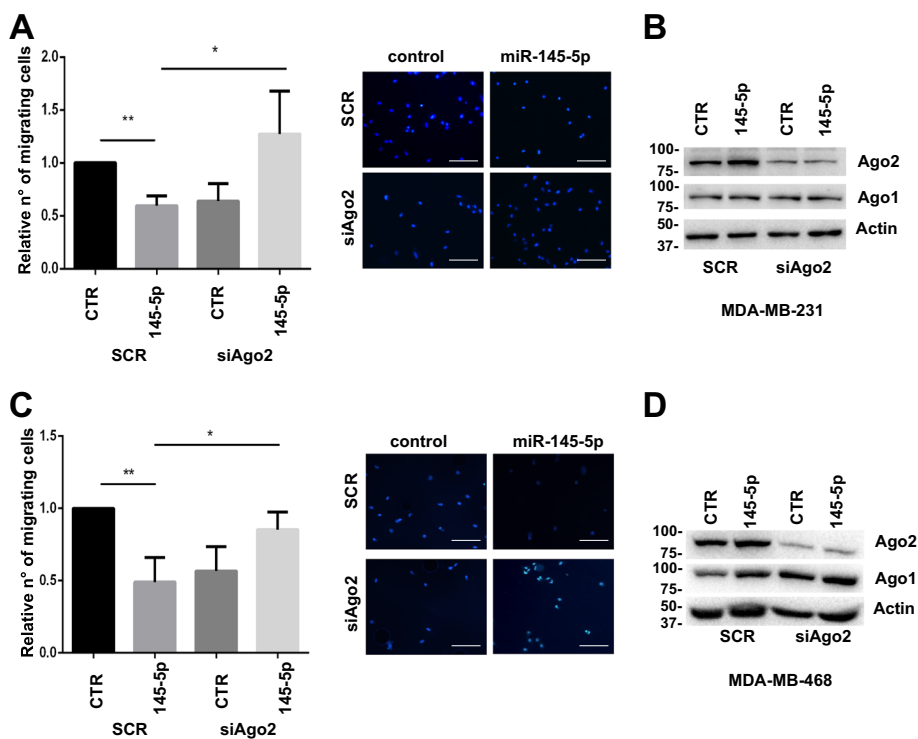 A
Relative n° of migrating cells
2.0
1.5
1.0
0.5
0.0
**
*
CTR
145-5p
CTR
145-5p
SCR
siAgo2
control
miR-145-5p
SCR
siAgo2
B
CTR
145-5p
CTR
145-5p
100-
75-
Ago2
100-
75-
Ago1
50-
37-
Actin
SCR
siAgo2
MDA-MB-231
C
Relative n° of migrating cells
1.5
1.0
0.5
0.0
**
*
CTR
145-5p
CTR
145-5p
SCR
siAgo2
control
miR-145-5p
SCR
siAgo2
D
CTR
145-5p
CTR
145-5p
100-
75-
Ago2
100-
75-
Ago1
50-
37-
Actin
SCR
siAgo2
MDA-MB-468